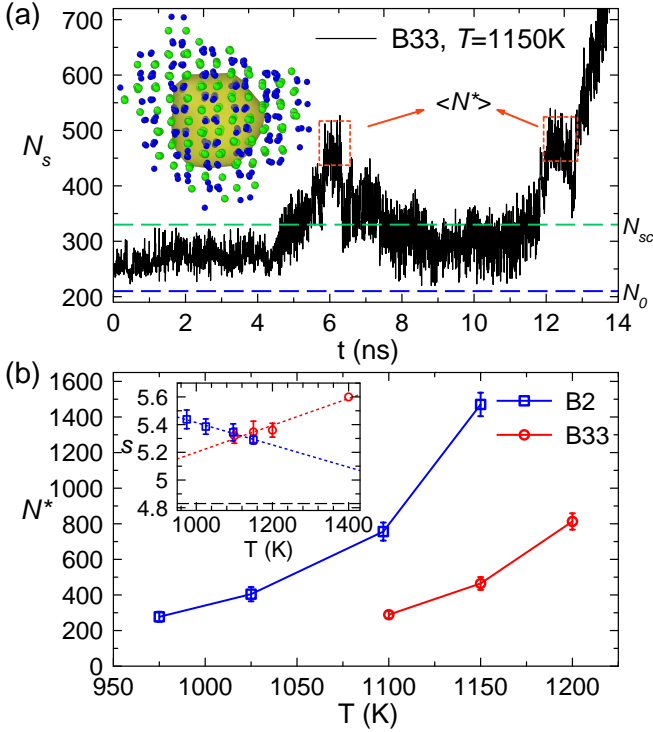 (a)
B33, T=1150K
<N*>
N_s
700
600
500
400
300
200
N_sc
N_0
0 2 4 6 8 10 12 14
t (ns)
(b)
1600
1400
1200
1000
800
600
400
200
0
N*
B2
B33
5.6
5.4
5.2
5
4.8
s
1000 1200 1400
T (K)
950 1000 1050 1100 1150 1200
T (K)